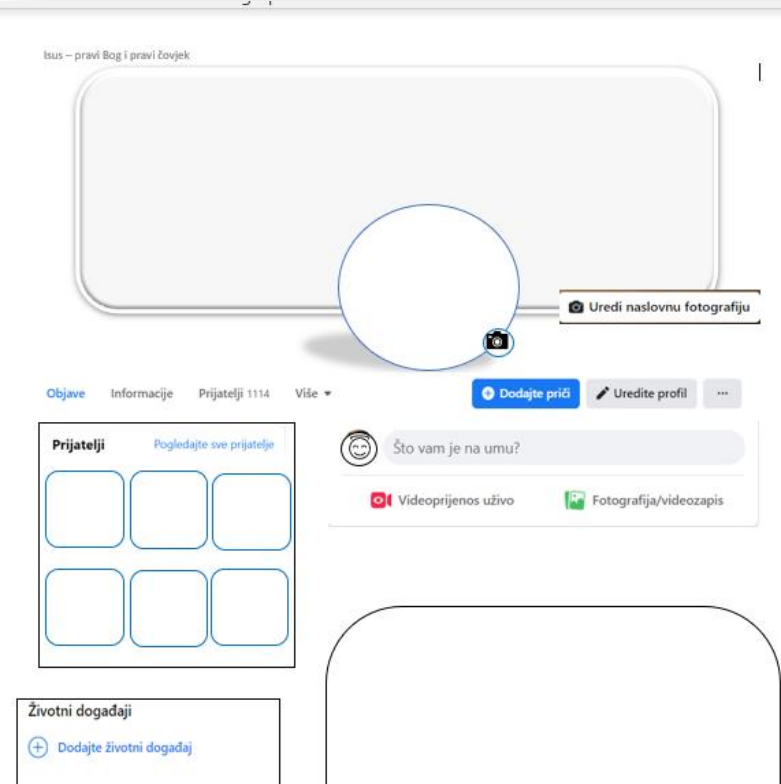 Isus – pravi Bog i pravi čovjek
Uredi naslovnu fotografiju
Objave Informacije Prijatelji 1114 Više
Dodajte priči Uredite profil ...
Prijatelji Pogledajte sve prijatelje
Što vam je na umu?
Videoprijenos uživo Fotografija/videozapis
Životni događaji
Dodajte životni događaj